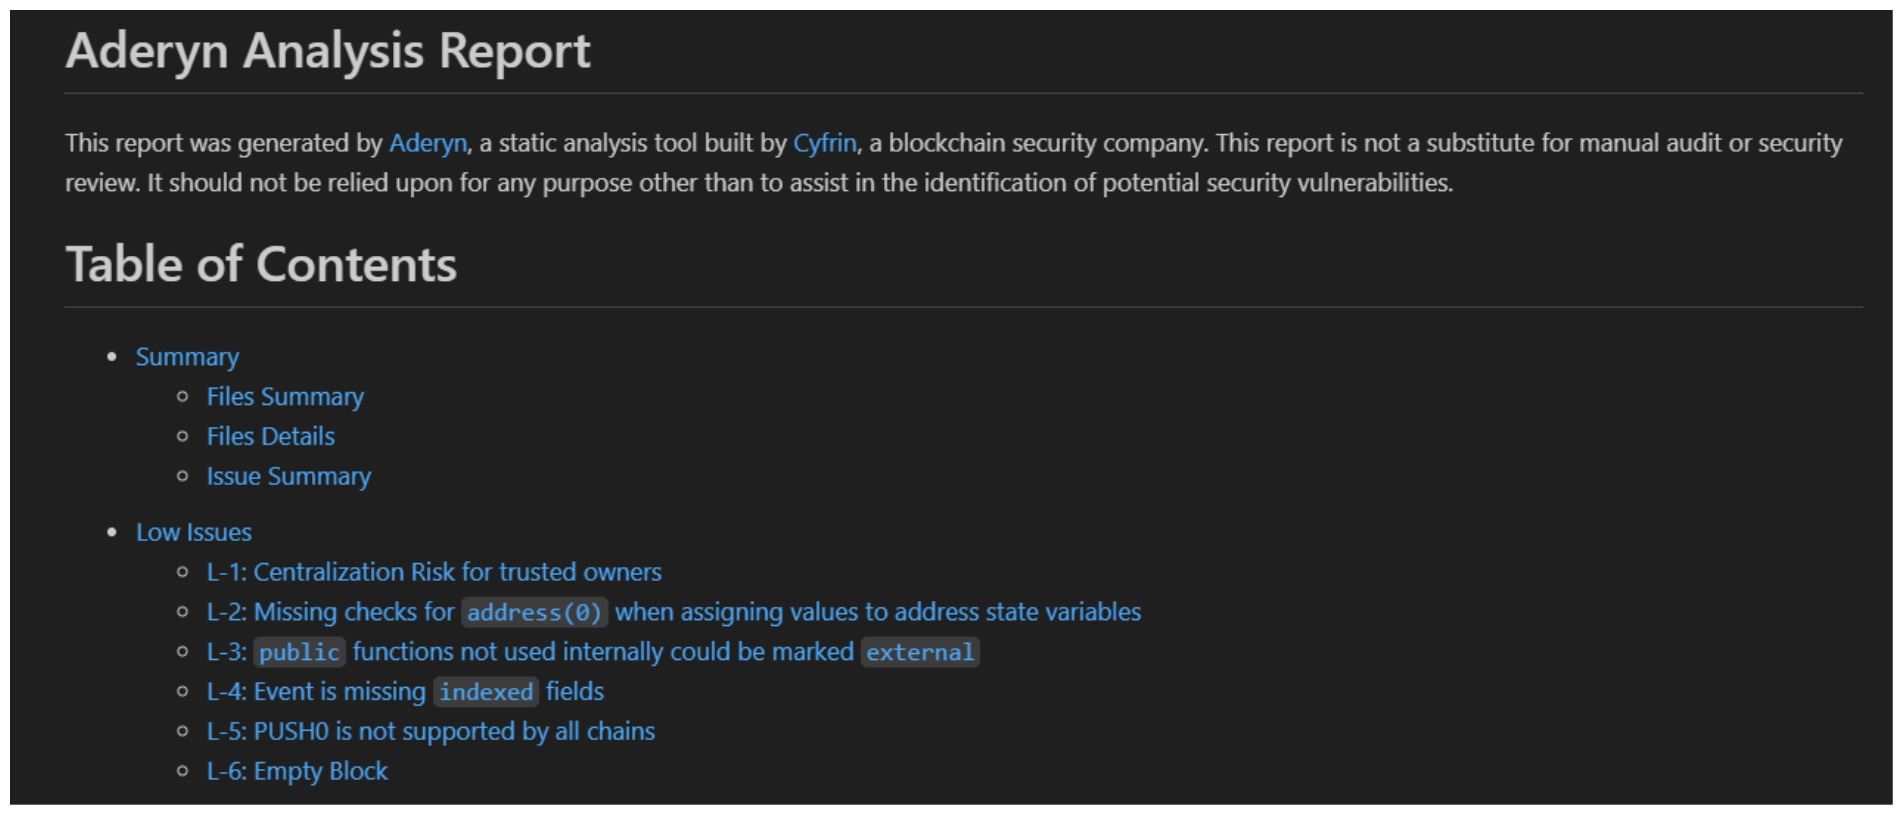 Aderyn Analysis Report
This report was generated by Aderyn, a static analysis tool built by Cyfrin, a blockchain security company. This report is not a substitute for manual audit or security
review. It should not be relied upon for any purpose other than to assist in the identification of potential security vulnerabilities.
Table of Contents
Summary
Files Summary
Files Details
Issue Summary
Low Issues
L-1: Centralization Risk for trusted owners
L-2: Missing checks for address(0) when assigning values to address state variables
L-3: public functions not used internally could be marked external
L-4: Event is missing indexed fields
L-5: PUSH0 is not supported by all chains
L-6: Empty Block